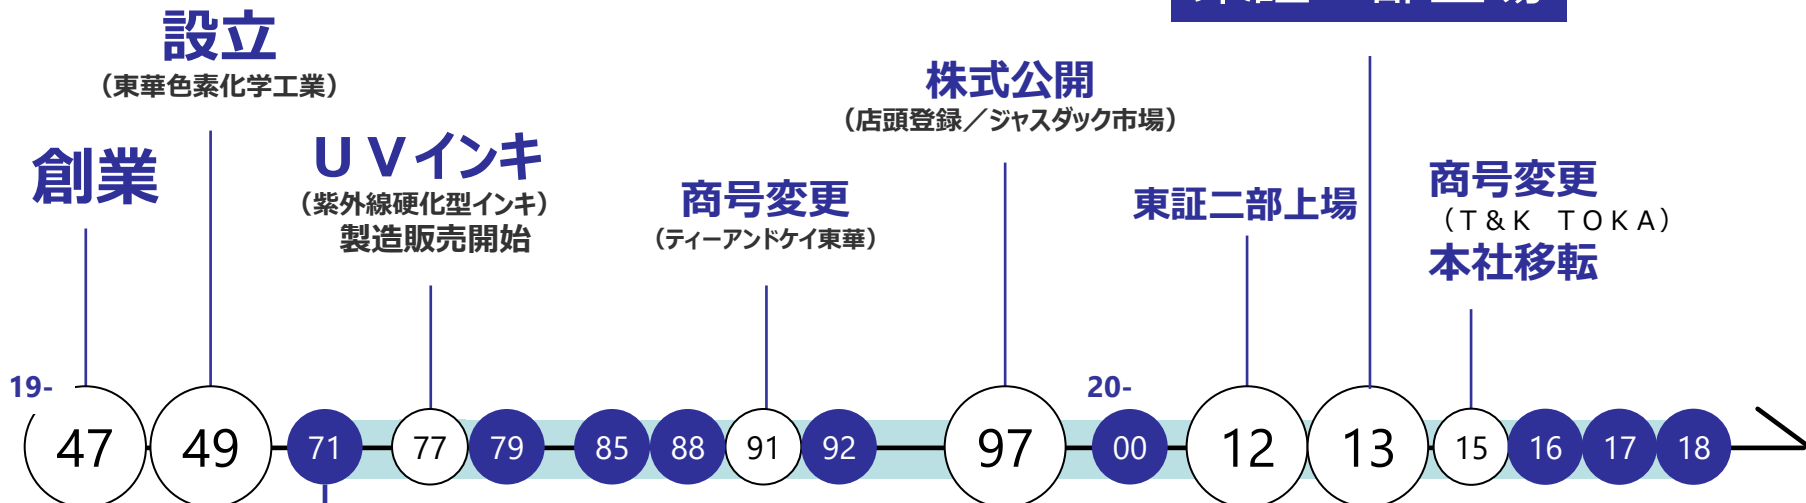 設立
（東華色素化学工業）
創業
ＵＶインキ
（紫外線硬化型インキ）
製造販売開始
商号変更
（ティーアンドケイ東華）
株式公開
（店頭登録／ジャスダック市場）
東証二部上場
商号変更
（Ｔ＆Ｋ　ＴＯＫＡ）
本社移転
19-
20-
47 49 71 77 79 85 88 91 92 97 00 12 13 15 16 17 18